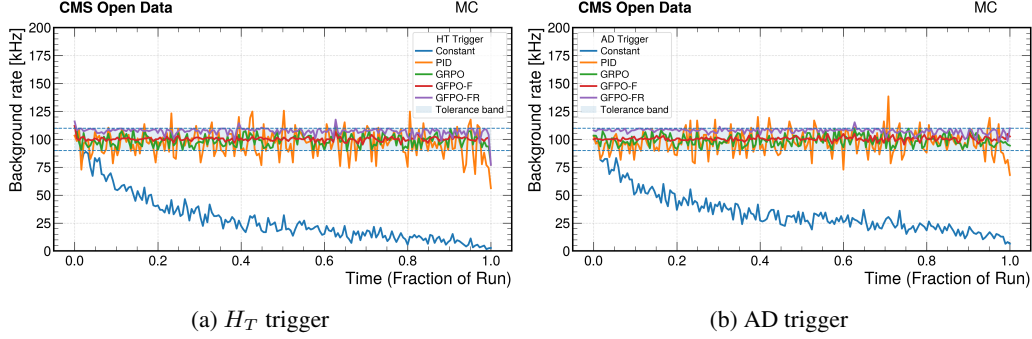 CMS Open Data MC
Background rate [kHz]
200
175
150
125
100
75
50
25
0
HT Trigger
Constant
PID
GRPO
GFPO-F
GFPO-FR
Tolerance band
0.0 0.2 0.4 0.6 0.8 1.0
Time (Fraction of Run)
(a) H_T trigger
CMS Open Data MC
Background rate [kHz]
200
175
150
125
100
75
50
25
0
AD Trigger
Constant
PID
GRPO
GFPO-F
GFPO-FR
Tolerance band
0.0 0.2 0.4 0.6 0.8 1.0
Time (Fraction of Run)
(b) AD trigger